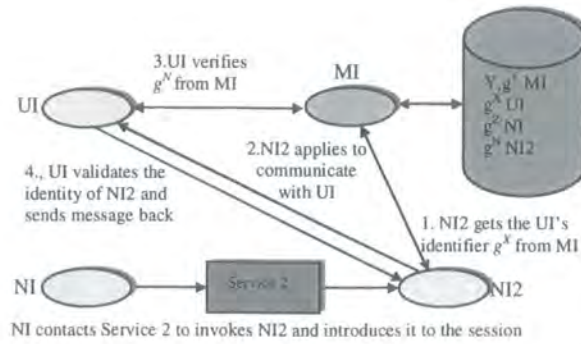 3.UI verifies
g^N from MI
MI
UI
Y, g^Y MI
g^X UI
g^Z NI
g^N NI2
2.NI2 applies to
communicate
with UI
4., UI validates the
identity of NI2 and
sends message back
1. NI2 gets the UI's
identifier g^X from MI
NI
Service 2
NI2
NI contacts Service 2 to invokes NI2 and introduces it to the session